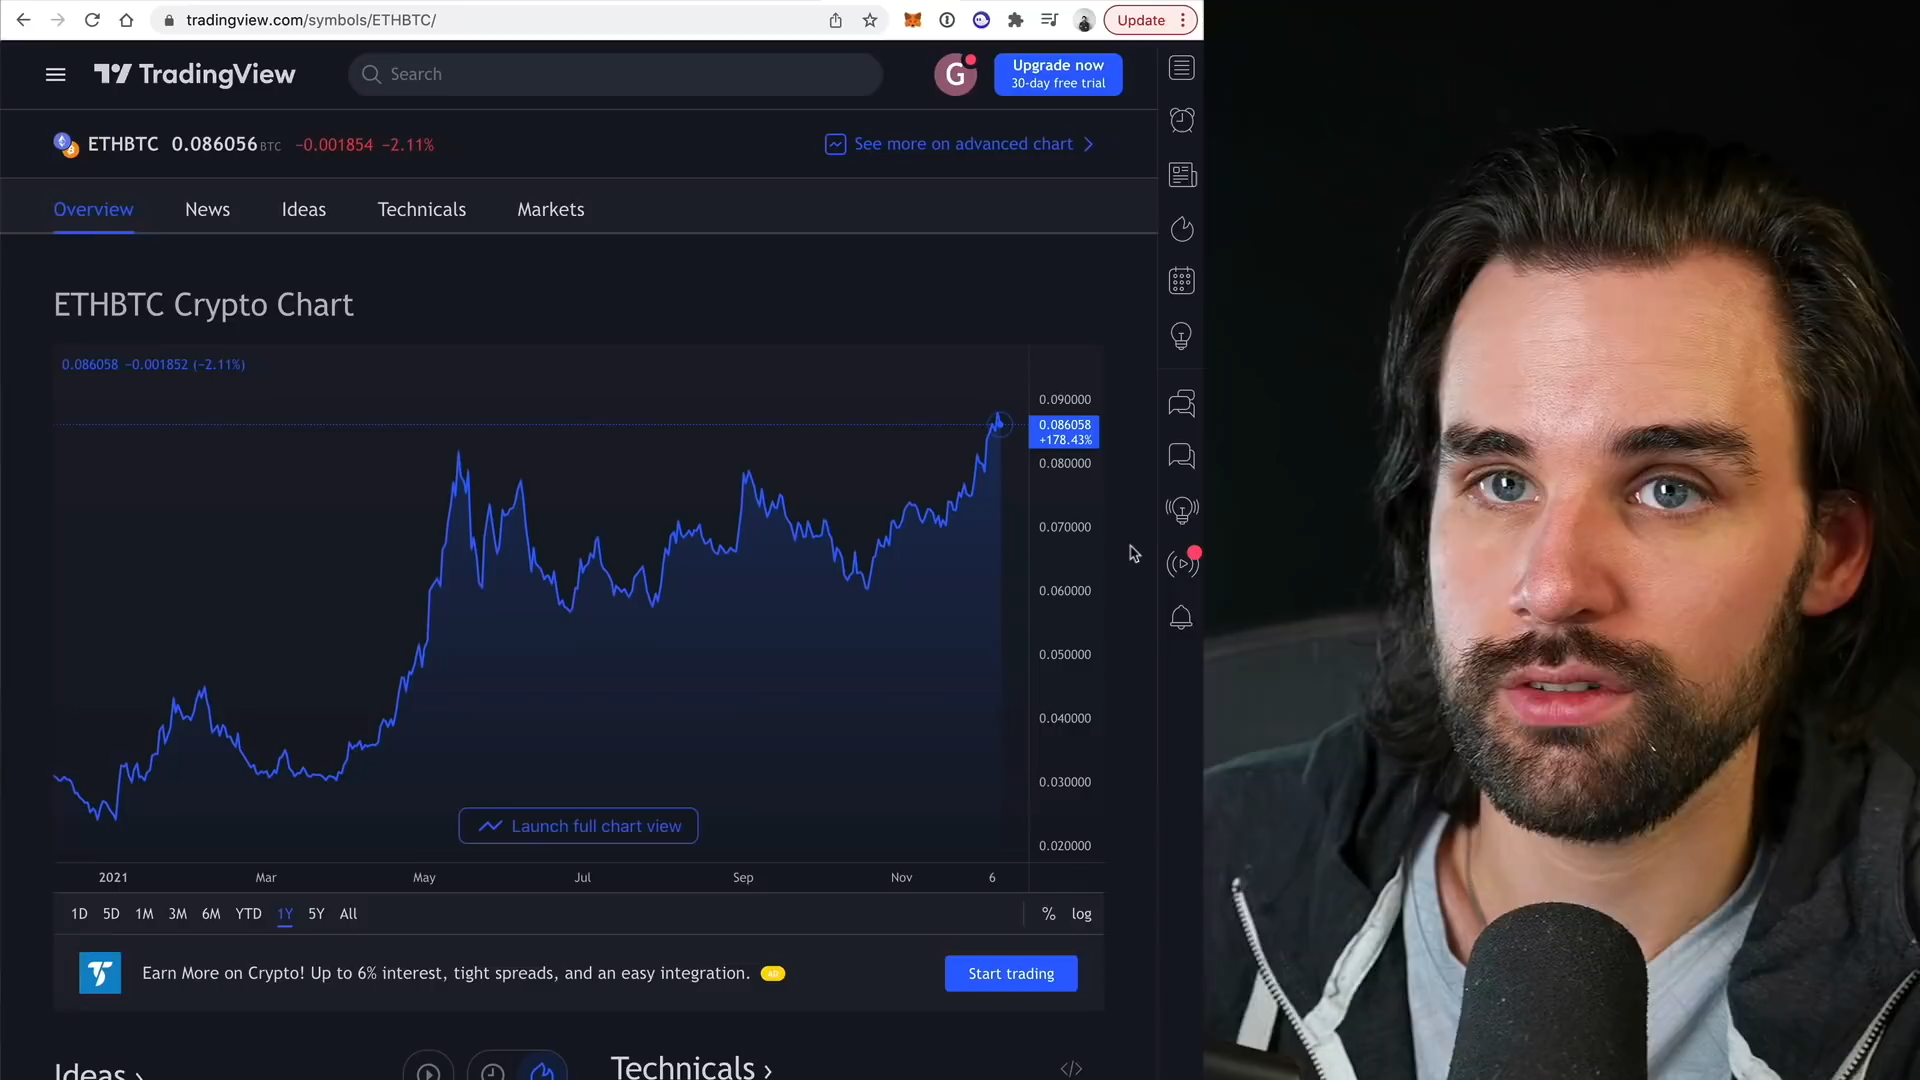 tradingview.com/symbols/ETHBTC/
Update
TradingView
Search
G
Upgrade now
30-day free trial
ETHBTC 0.086056 BTC −0.001854 −2.11%
See more on advanced chart
Overview News Ideas Technicals Markets
ETHBTC Crypto Chart
0.086058 −0.001852 (−2.11%)
0.090000
0.086058
+178.43%
0.080000
0.070000
0.060000
0.050000
0.040000
0.030000
0.020000
Launch full chart view
2021 Mar May Jul Sep Nov 6
1D 5D 1M 3M 6M YTD 1Y 5Y All % log
Earn More on Crypto! Up to 6% interest, tight spreads, and an easy integration. AD
Start trading
Ideas
Technicals